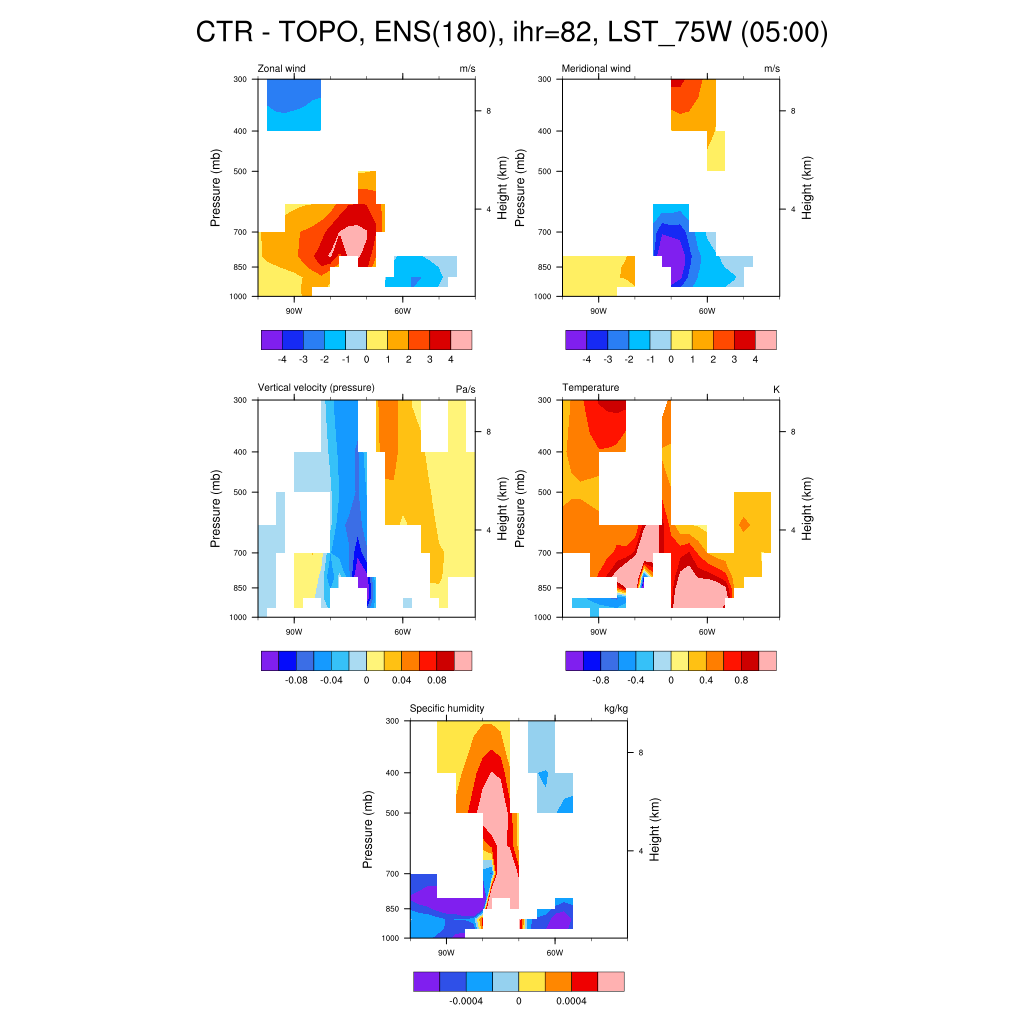 CTR - TOPO, ENS(180), ihr=82, LST_75W (05:00)
Zonal wind m/s
300
400
500
700
850
1000
Pressure (mb)
8
4
Height (km)
90W 60W
-4 -3 -2 -1 0 1 2 3 4
Meridional wind m/s
300
400
500
700
850
1000
Pressure (mb)
8
4
Height (km)
90W 60W
-4 -3 -2 -1 0 1 2 3 4
Vertical velocity (pressure) Pa/s
300
400
500
700
850
1000
Pressure (mb)
8
4
Height (km)
90W 60W
-0.08 -0.04 0 0.04 0.08
Temperature K
300
400
500
700
850
1000
Pressure (mb)
8
4
Height (km)
90W 60W
-0.8 -0.4 0 0.4 0.8
Specific humidity kg/kg
300
400
500
700
850
1000
Pressure (mb)
8
4
Height (km)
90W 60W
-0.0004 0 0.0004